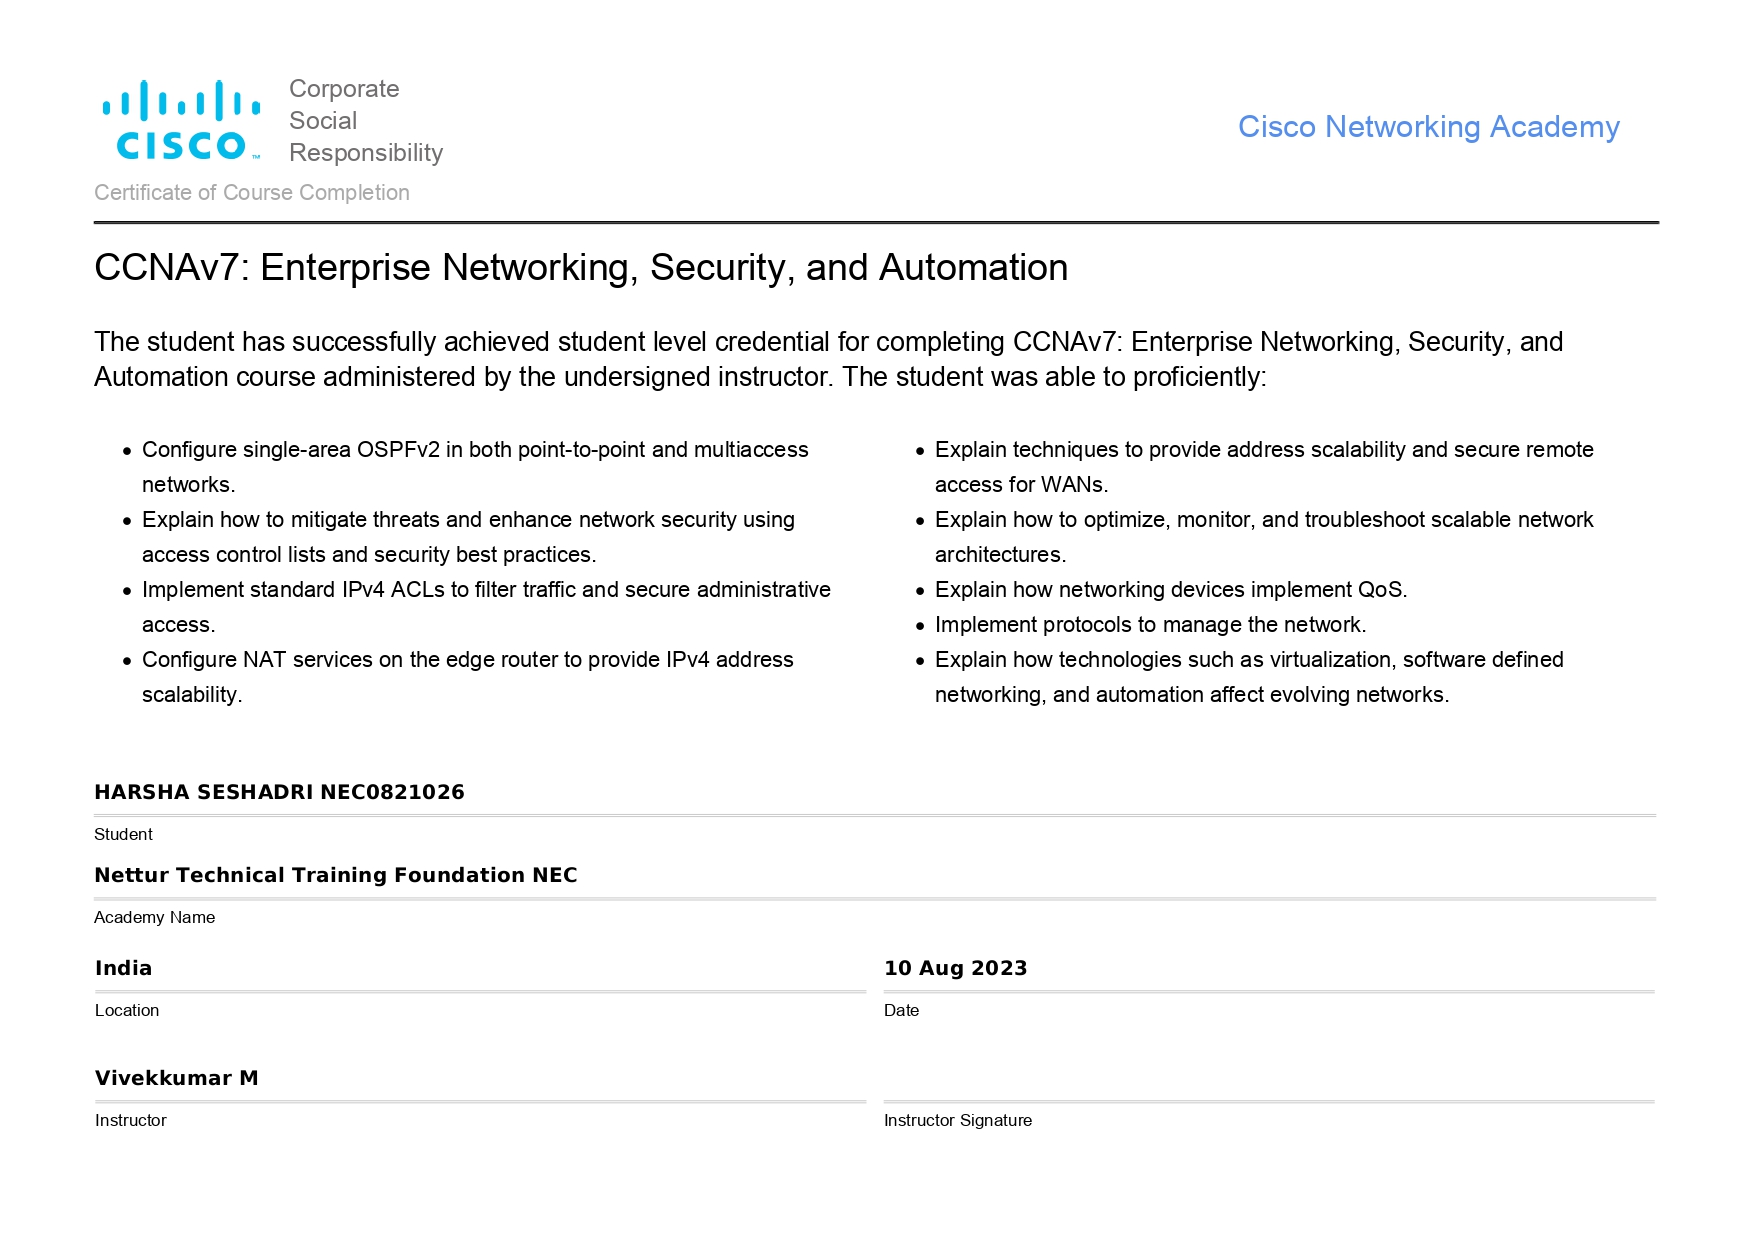 CISCO™
Corporate
Social
Responsibility
Cisco Networking Academy
Certificate of Course Completion
CCNAv7: Enterprise Networking, Security, and Automation
The student has successfully achieved student level credential for completing CCNAv7: Enterprise Networking, Security, and
Automation course administered by the undersigned instructor. The student was able to proficiently:
• Configure single-area OSPFv2 in both point-to-point and multiaccess
networks.
• Explain how to mitigate threats and enhance network security using
access control lists and security best practices.
• Implement standard IPv4 ACLs to filter traffic and secure administrative
access.
• Configure NAT services on the edge router to provide IPv4 address
scalability.
• Explain techniques to provide address scalability and secure remote
access for WANs.
• Explain how to optimize, monitor, and troubleshoot scalable network
architectures.
• Explain how networking devices implement QoS.
• Implement protocols to manage the network.
• Explain how technologies such as virtualization, software defined
networking, and automation affect evolving networks.
HARSHA SESHADRI NEC0821026
Student
Nettur Technical Training Foundation NEC
Academy Name
India
Location
10 Aug 2023
Date
Vivekkumar M
Instructor
Instructor Signature